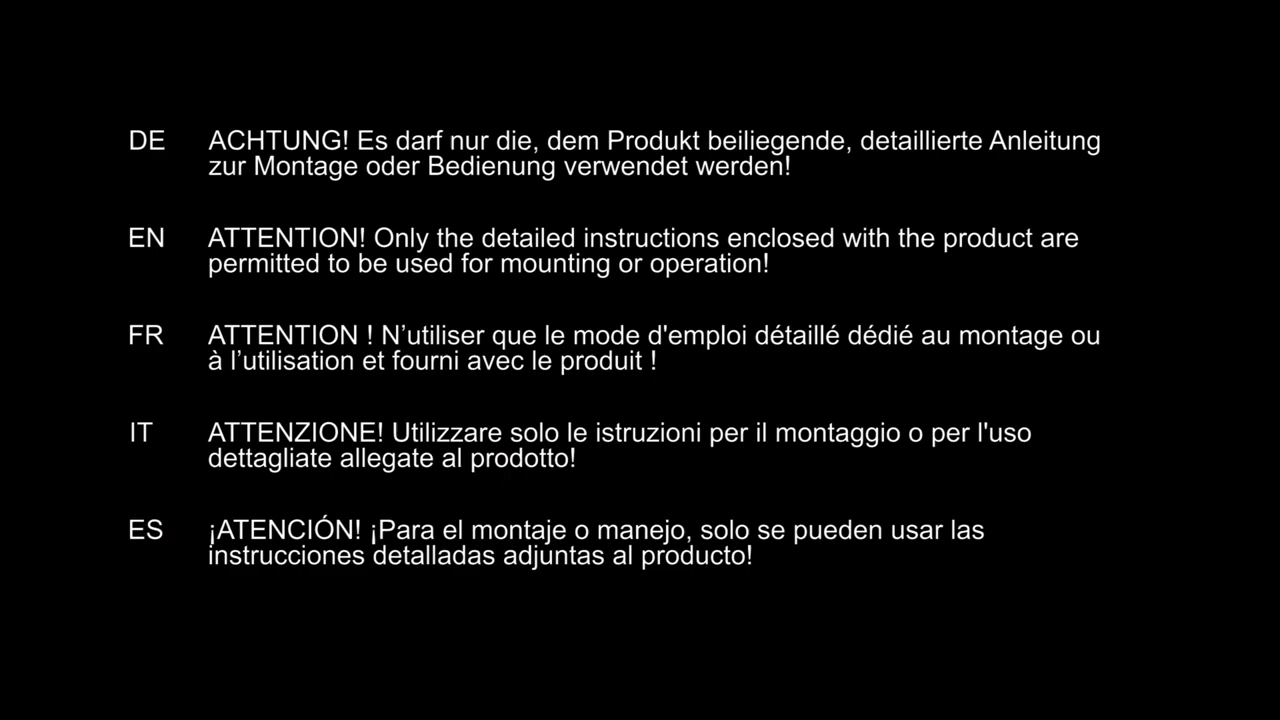 DE ACHTUNG! Es darf nur die, dem Produkt beiliegende, detaillierte Anleitung
zur Montage oder Bedienung verwendet werden!
EN ATTENTION! Only the detailed instructions enclosed with the product are
permitted to be used for mounting or operation!
FR ATTENTION ! N’utiliser que le mode d'emploi détaillé dédié au montage ou
à l’utilisation et fourni avec le produit !
IT ATTENZIONE! Utilizzare solo le istruzioni per il montaggio o per l'uso
dettagliate allegate al prodotto!
ES ¡ATENCIÓN! ¡Para el montaje o manejo, solo se pueden usar las
instrucciones detalladas adjuntas al producto!